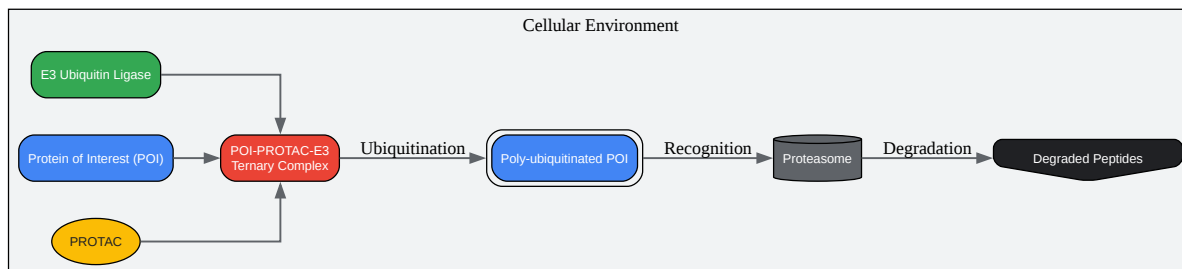 Cellular Environment
E3 Ubiquitin Ligase
Protein of Interest (POI)
POI-PROTAC-E3
Ternary Complex
Ubiquitination
Poly-ubiquitinated POI
Recognition
Proteasome
Degradation
Degraded Peptides
PROTAC